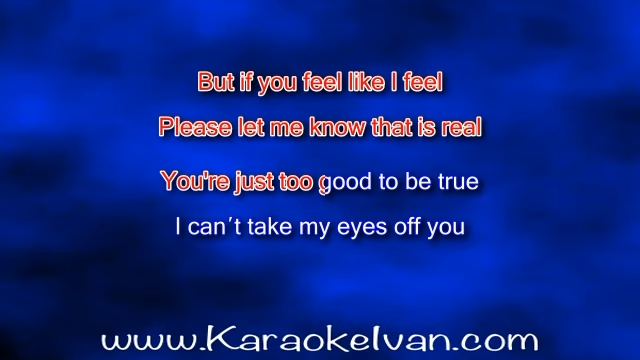 But if you feel like I feel
Please let me know that is real
You're just too good to be true
I can't take my eyes off you
www.KaraokeIvan.com